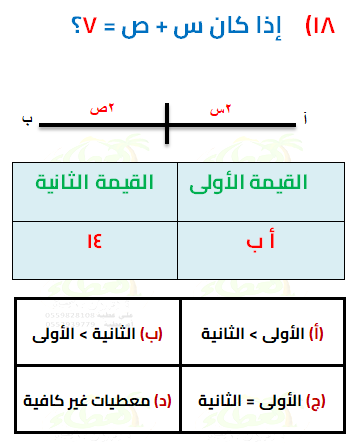 ١٨) إذا كان س + ص = ٧؟
أ ٢س ٢ص ب
القيمة الأولى القيمة الثانية
أ ب ١٤
(أ) الأولى > الثانية (ب) الثانية > الأولى
(ج) الأولى = الثانية (د) معطيات غير كافية